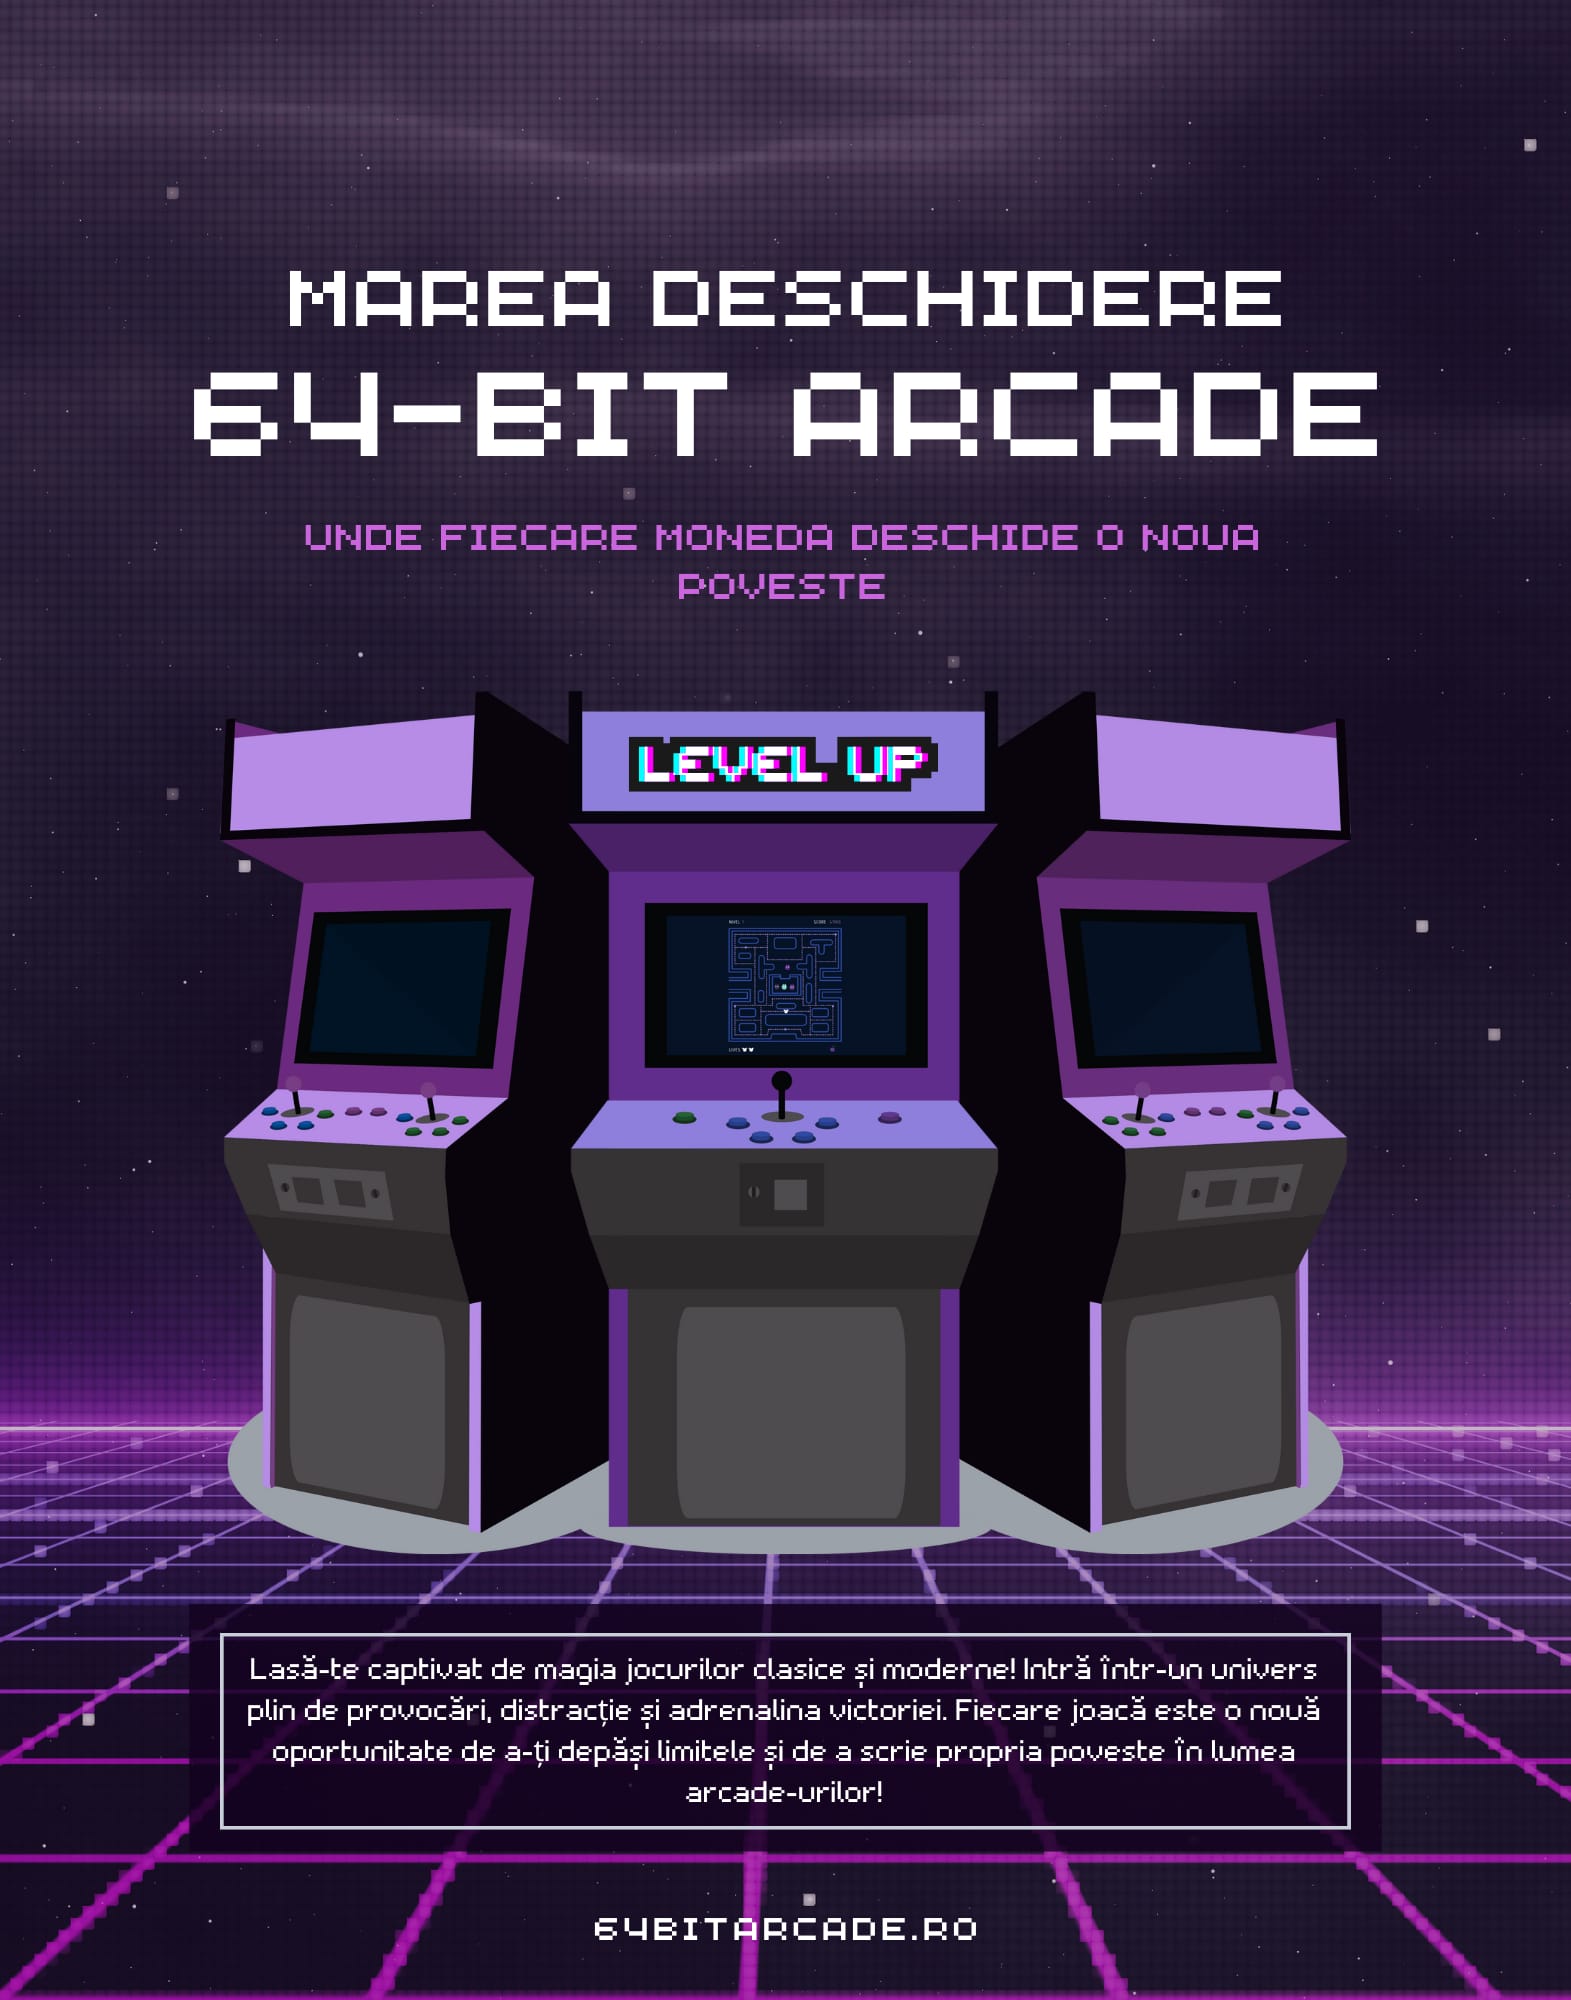 MAREA DESCHIDERE
64-BIT ARCADE
UNDE FIECARE MONEDA DESCHIDE O NOUA
POVESTE
LEVEL UP
LIVES
Lasă-te captivat de magia jocurilor clasice și moderne! Intră într-un univers
plin de provocări, distracție și adrenalina victoriei. Fiecare joacă este o nouă
oportunitate de a-ți depăși limitele și de a scrie propria poveste în lumea
arcade-urilor!
64BITARCADE.RO